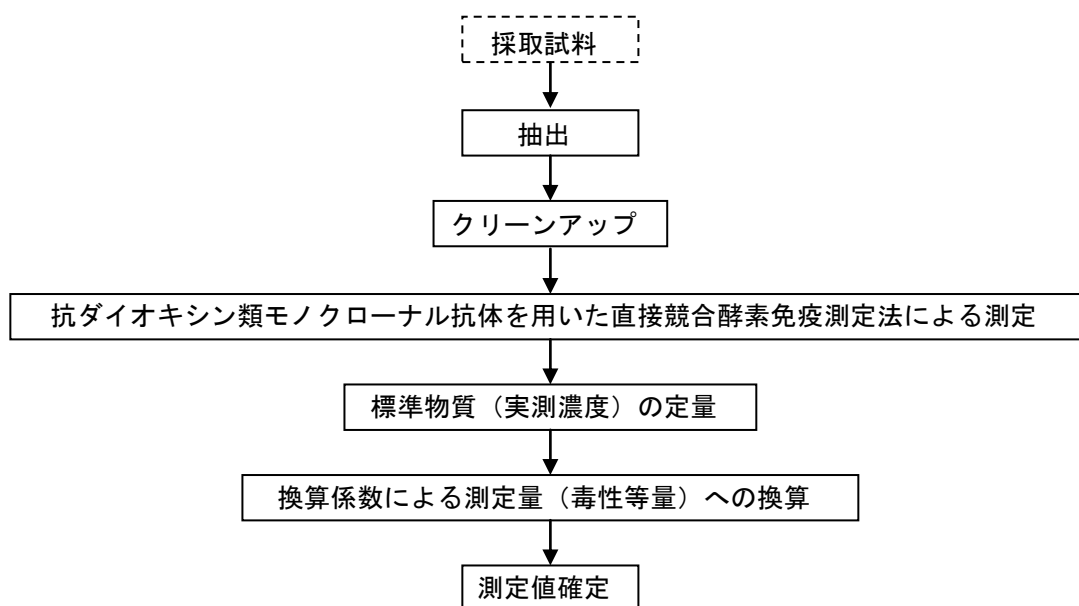 採取試料
抽出
クリーンアップ
抗ダイオキシン類モノクローナル抗体を用いた直接競合酵素免疫測定法による測定
標準物質（実測濃度）の定量
換算係数による測定量（毒性等量）への換算
測定値確定